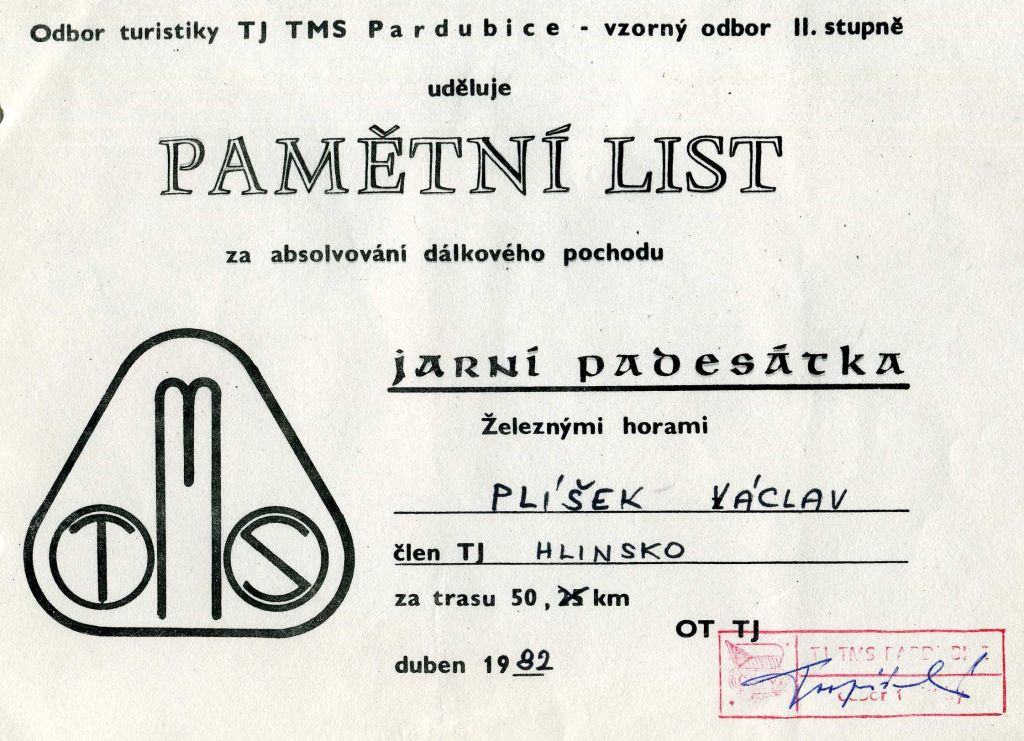 Odbor turistiky TJ TMS Pardubice - vzorný odbor II. stupně
uděluje
PAMĚTNÍ LIST
za absolvování dálkového pochodu
jarní padesátka
Železnými horami
PLÍŠEK VÁCLAV
člen TJ HLINSKO
za trasu 50, 25 km
OT TJ
duben 1982
TMS
TJ TMS PARDUBICE